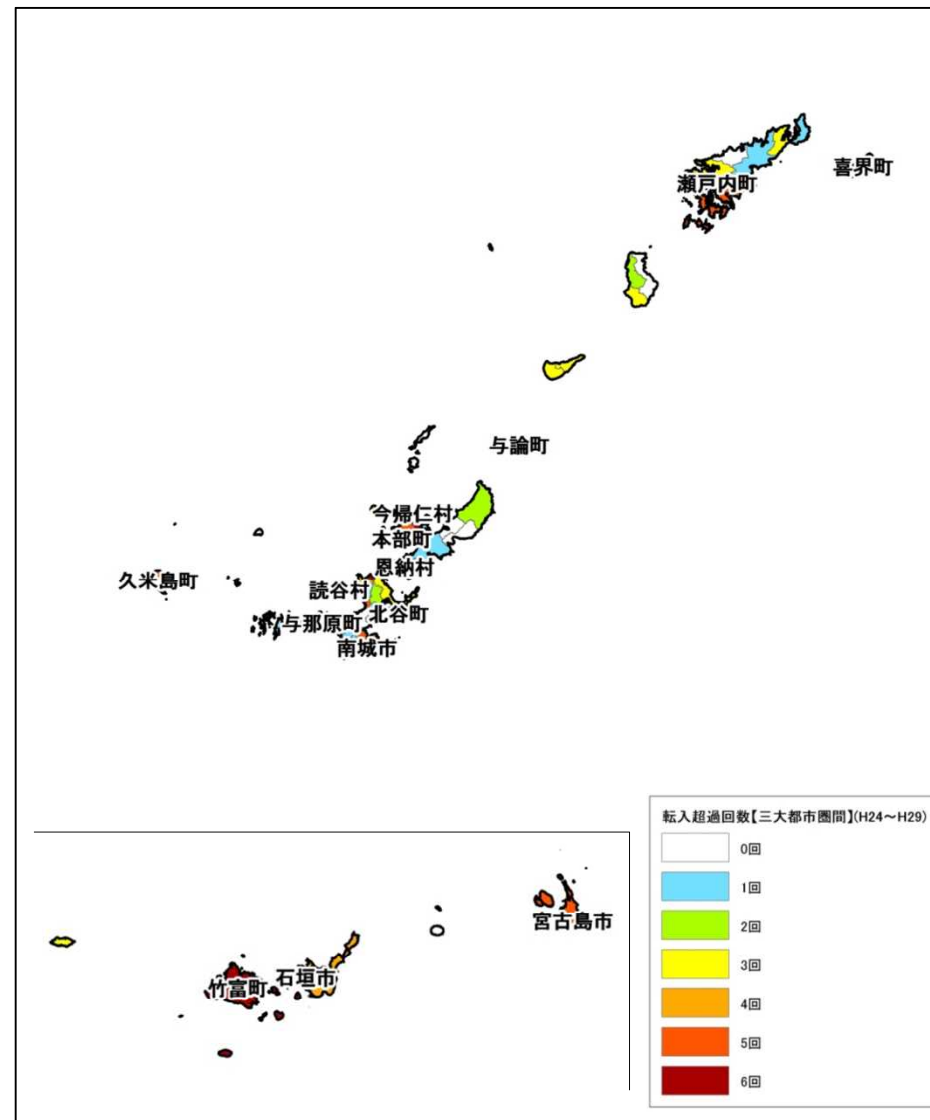 喜界町
瀬戸内町
与論町
今帰仁村
本部町
恩納村
久米島町
読谷村
北谷町
与那原町
南城市
転入超過回数【三大都市圏間】(H24～H29)
0回
1回
2回
3回
4回
5回
6回
宮古島市
石垣市
竹富町